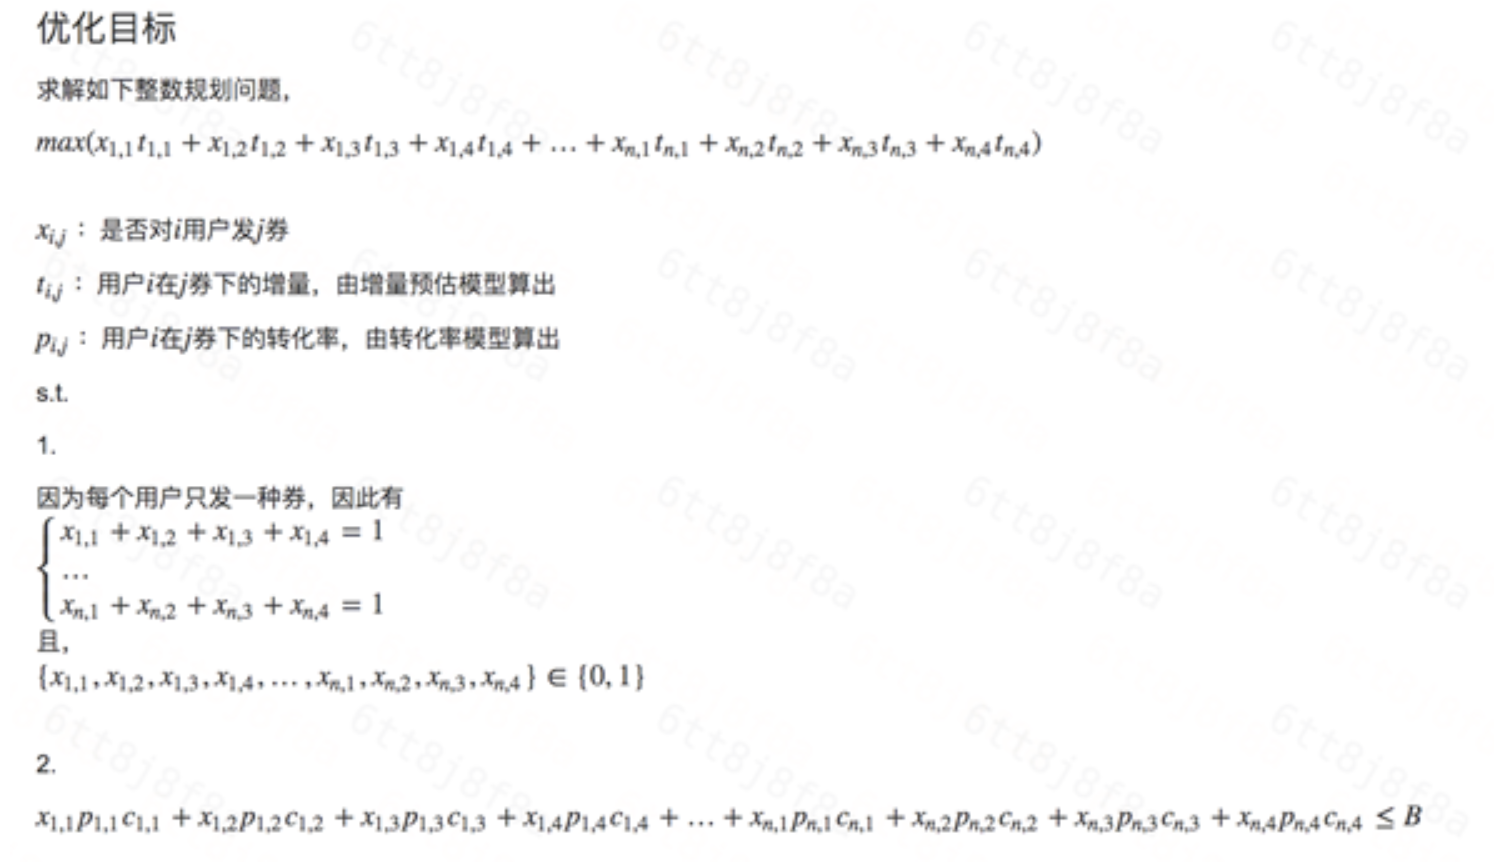 优化目标
求解如下整数规划问题,
max(x_{1,1}t_{1,1} + x_{1,2}t_{1,2} + x_{1,3}t_{1,3} + x_{1,4}t_{1,4} + … + x_{n,1}t_{n,1} + x_{n,2}t_{n,2} + x_{n,3}t_{n,3} + x_{n,4}t_{n,4})
x_{i,j}：是否对i用户发j券
t_{i,j}：用户i在j券下的增量，由增量预估模型算出
p_{i,j}：用户i在j券下的转化率，由转化率模型算出
s.t.
1.
因为每个用户只发一种券，因此有
x_{1,1} + x_{1,2} + x_{1,3} + x_{1,4} = 1
…
x_{n,1} + x_{n,2} + x_{n,3} + x_{n,4} = 1
且,
{x_{1,1}, x_{1,2}, x_{1,3}, x_{1,4}, … , x_{n,1}, x_{n,2}, x_{n,3}, x_{n,4}} ∈ {0, 1}
2.
x_{1,1}p_{1,1}c_{1,1} + x_{1,2}p_{1,2}c_{1,2} + x_{1,3}p_{1,3}c_{1,3} + x_{1,4}p_{1,4}c_{1,4} + … + x_{n,1}p_{n,1}c_{n,1} + x_{n,2}p_{n,2}c_{n,2} + x_{n,3}p_{n,3}c_{n,3} + x_{n,4}p_{n,4}c_{n,4} ≤ B
6tt8j8f8a